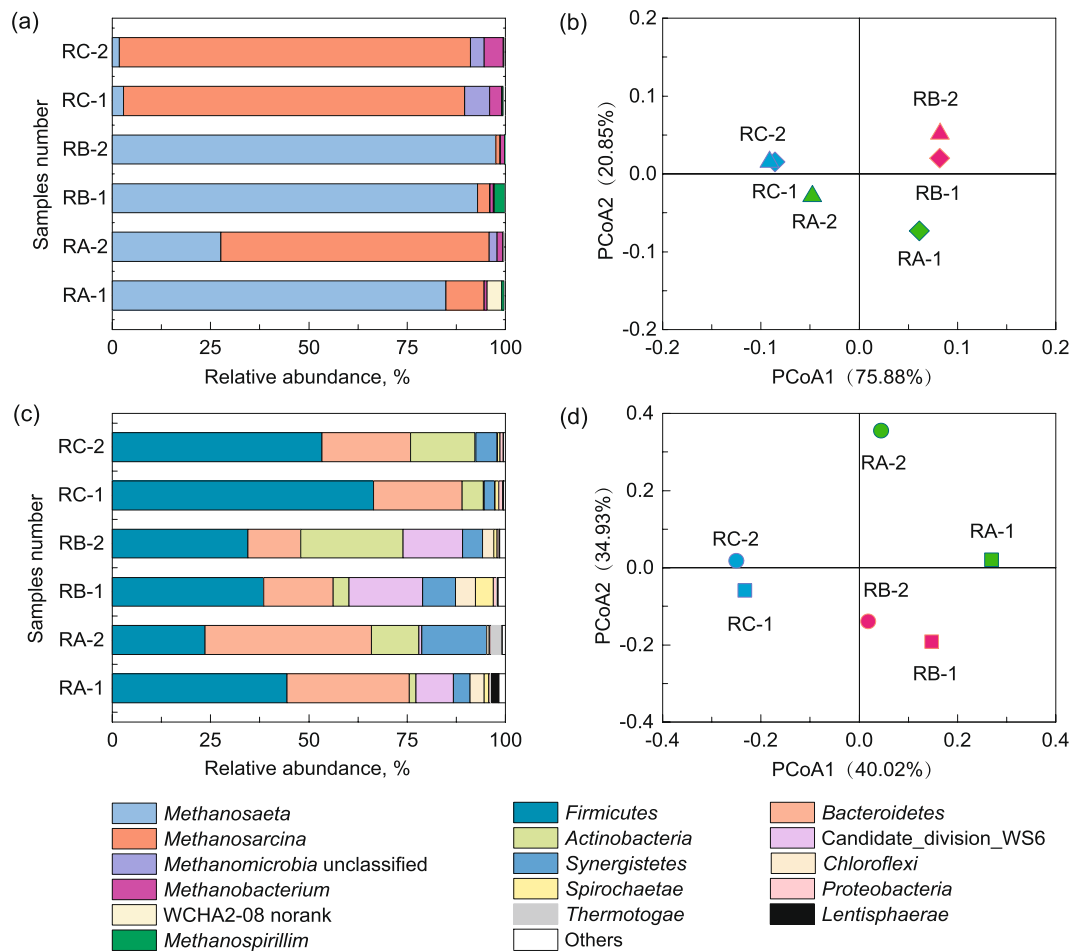 (a)
RC-2
RC-1
RB-2
RB-1
RA-2
RA-1
Samples number
0 25 50 75 100
Relative abundance, %
(b)
0.2
0.1
0.0
-0.1
-0.2
PCoA2 (20.85%)
RB-2
RC-2
RC-1
RA-2
RB-1
RA-1
-0.2 -0.1 0.0 0.1 0.2
PCoA1 (75.88%)
(c)
RC-2
RC-1
RB-2
RB-1
RA-2
RA-1
Samples number
0 25 50 75 100
Relative abundance, %
(d)
0.4
0.2
0.0
-0.2
-0.4
PCoA2 (34.93%)
RA-2
RC-2
RA-1
RC-1
RB-2
RB-1
-0.4 -0.2 0.0 0.2 0.4
PCoA1 (40.02%)
Methanosaeta
Methanosarcina
Methanomicrobia unclassified
Methanobacterium
WCHA2-08 norank
Methanospirillim
Firmicutes
Actinobacteria
Synergistetes
Spirochaetae
Thermotogae
Others
Bacteroidetes
Candidate_division_WS6
Chloroflexi
Proteobacteria
Lentisphaerae